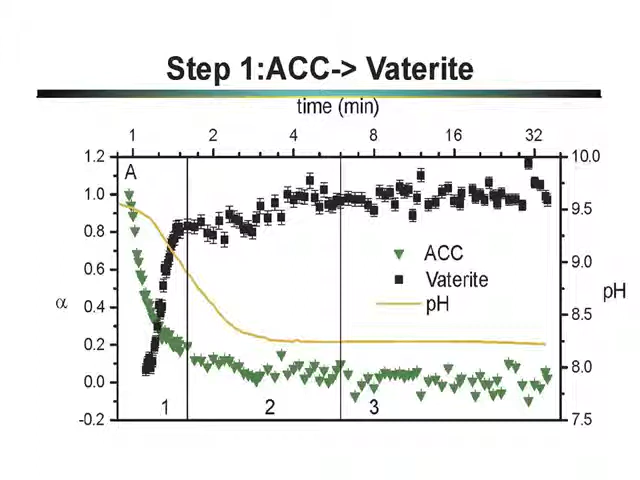 Step 1:ACC-> Vaterite
time (min)
1 2 4 8 16 32
1.2 10.0
A
1.0 9.5
0.8
ACC
9.0
0.6
Vaterite
α pH pH
0.4 8.5
0.2
8.0
0.0
1 2 3
-0.2 7.5